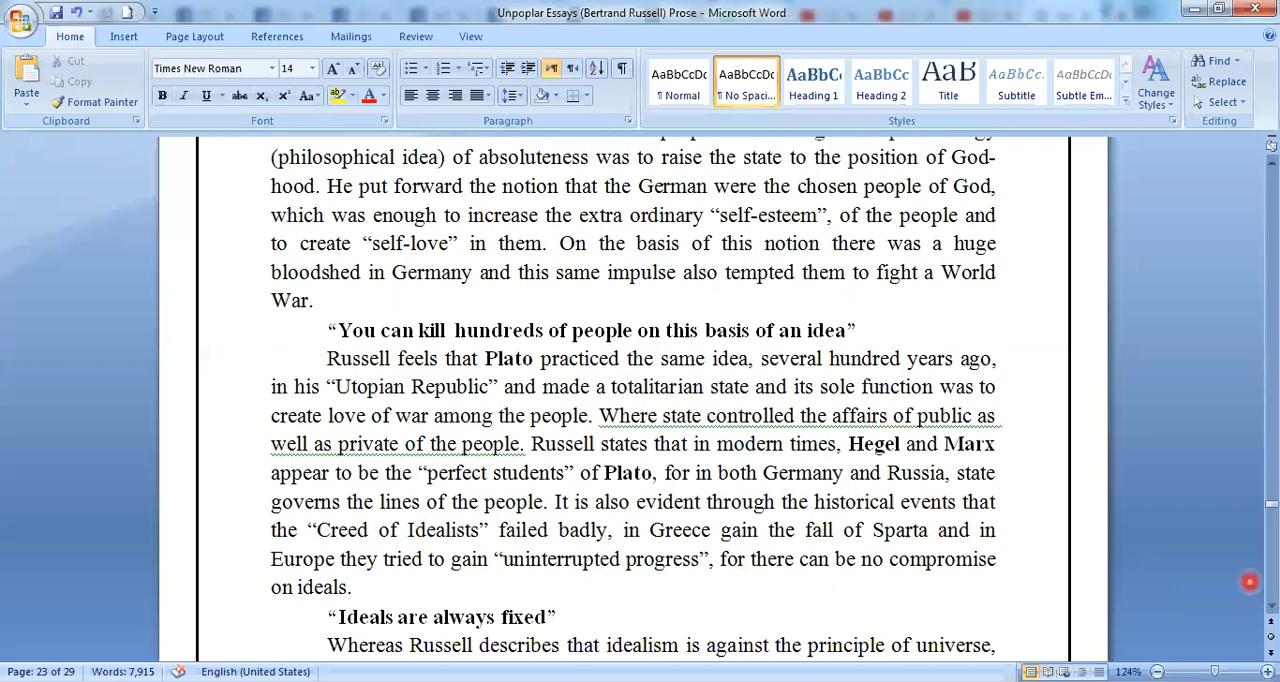 Unpoplar Essays (Bertrand Russell) Prose - Microsoft Word
Home Insert Page Layout References Mailings Review View
Paste
Cut
Copy
Format Painter
Clipboard
Times New Roman 14
Font
Paragraph
AaBbCcDc AaBbCcDc AaBbC AaBbCc AaB AaBbCc AaBbCcDc
¶ Normal ¶ No Spaci... Heading 1 Heading 2 Title Subtitle Subtle Em...
Change Styles
Styles
Find
Replace
Select
Editing
(philosophical idea) of absoluteness was to raise the state to the position of God-
hood. He put forward the notion that the German were the chosen people of God,
which was enough to increase the extra ordinary “self-esteem”, of the people and
to create “self-love” in them. On the basis of this notion there was a huge
bloodshed in Germany and this same impulse also tempted them to fight a World
War.
“You can kill hundreds of people on this basis of an idea”
Russell feels that Plato practiced the same idea, several hundred years ago,
in his “Utopian Republic” and made a totalitarian state and its sole function was to
create love of war among the people. Where state controlled the affairs of public as
well as private of the people. Russell states that in modern times, Hegel and Marx
appear to be the “perfect students” of Plato, for in both Germany and Russia, state
governs the lines of the people. It is also evident through the historical events that
the “Creed of Idealists” failed badly, in Greece gain the fall of Sparta and in
Europe they tried to gain “uninterrupted progress”, for there can be no compromise
on ideals.
“Ideals are always fixed”
Whereas Russell describes that idealism is against the principle of universe,
Page: 23 of 29 Words: 7,915 English (United States) 124%